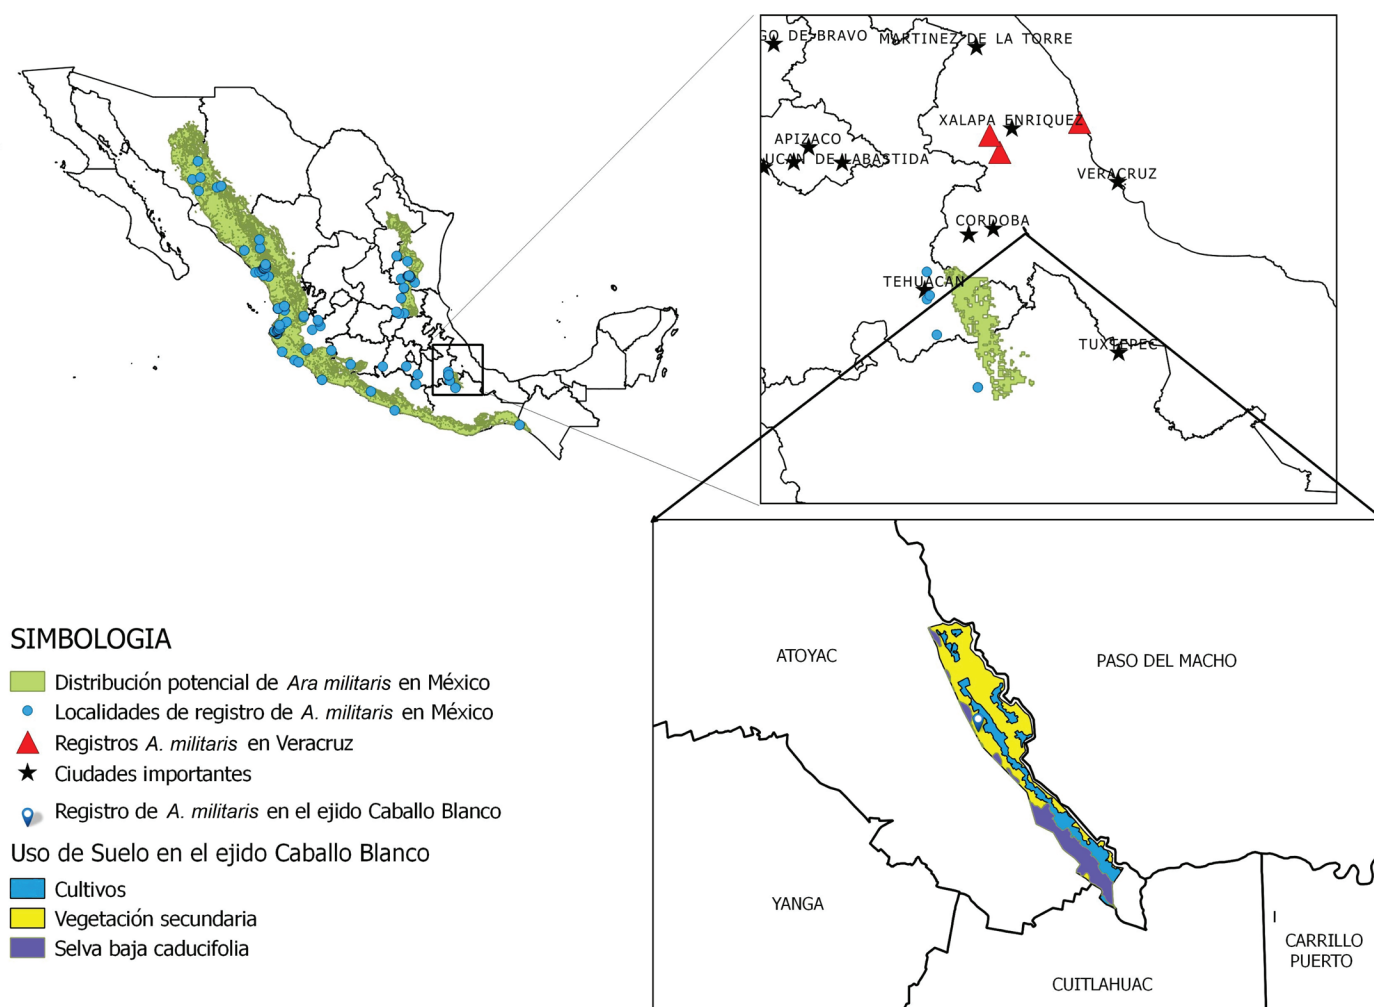 GO DE BRAVO
MARTINEZ DE LA TORRE
XALAPA ENRIQUEZ
APIZACO
UCAN DE LABASTIDA
VERACRUZ
CORDOBA
TEHUACAN
TUXTEPEC
ATOYAC
PASO DEL MACHO
YANGA
CARRILLO
PUERTO
CUITLAHUAC
SIMBOLOGIA
Distribución potencial de Ara militaris en México
Localidades de registro de A. militaris en México
Registros A. militaris en Veracruz
Ciudades importantes
Registro de A. militaris en el ejido Caballo Blanco
Uso de Suelo en el ejido Caballo Blanco
Cultivos
Vegetación secundaria
Selva baja caducifolia